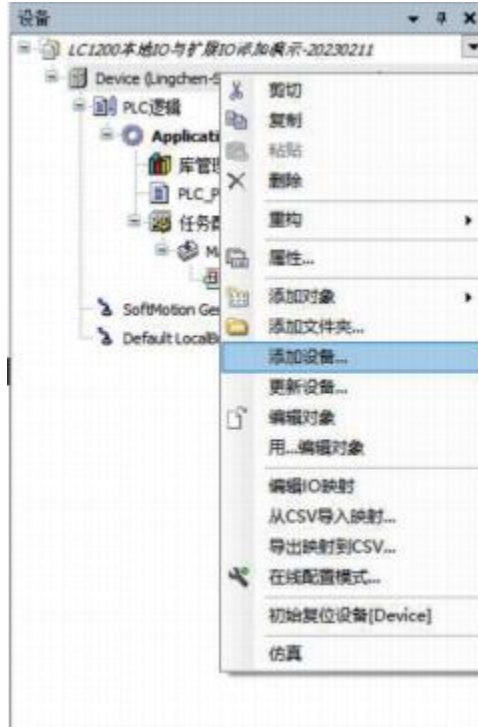 设备
LC1200本地IO与扩展IO添加演示-20230211
Device (Lingchen-S
PLC逻辑
Applicati
库管理
PLC_P
任务配
Ma
SoftMotion Ge
Default LocalB
剪切
复制
粘贴
删除
重构
属性...
添加对象
添加文件夹...
添加设备...
更新设备...
编辑对象
用...编辑对象
编辑IO映射
从CSV导入映射...
导出映射到CSV...
在线配置模式...
初始复位设备[Device]
仿真